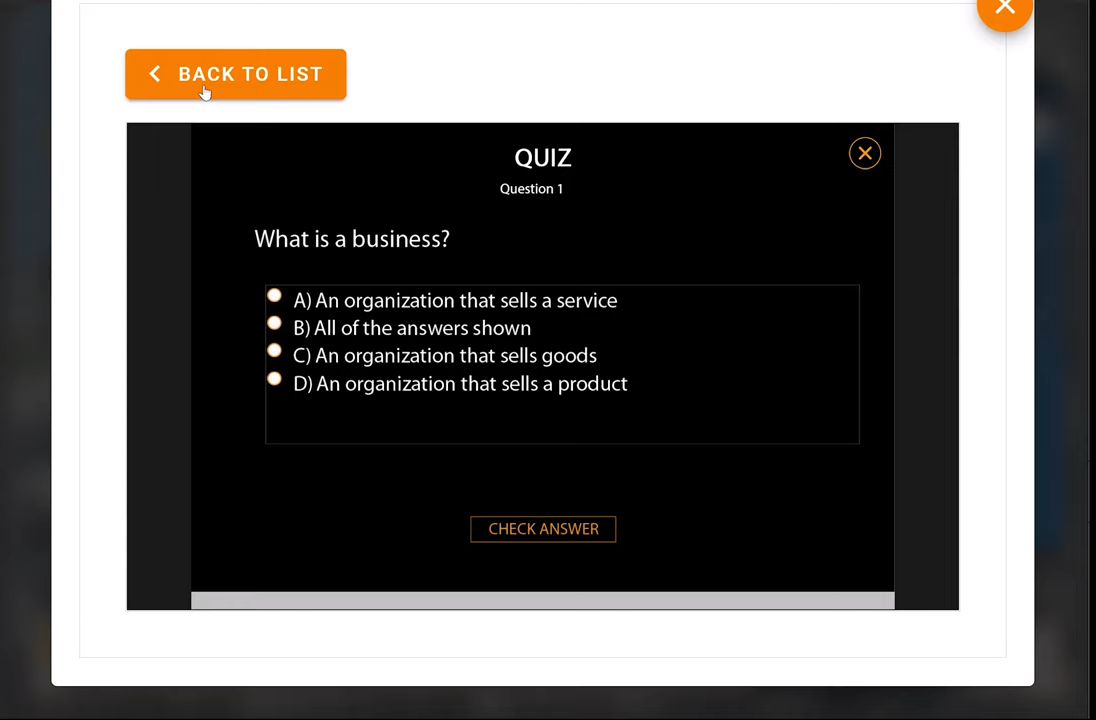 BACK TO LIST
QUIZ
Question 1
What is a business?
A) An organization that sells a service
B) All of the answers shown
C) An organization that sells goods
D) An organization that sells a product
CHECK ANSWER